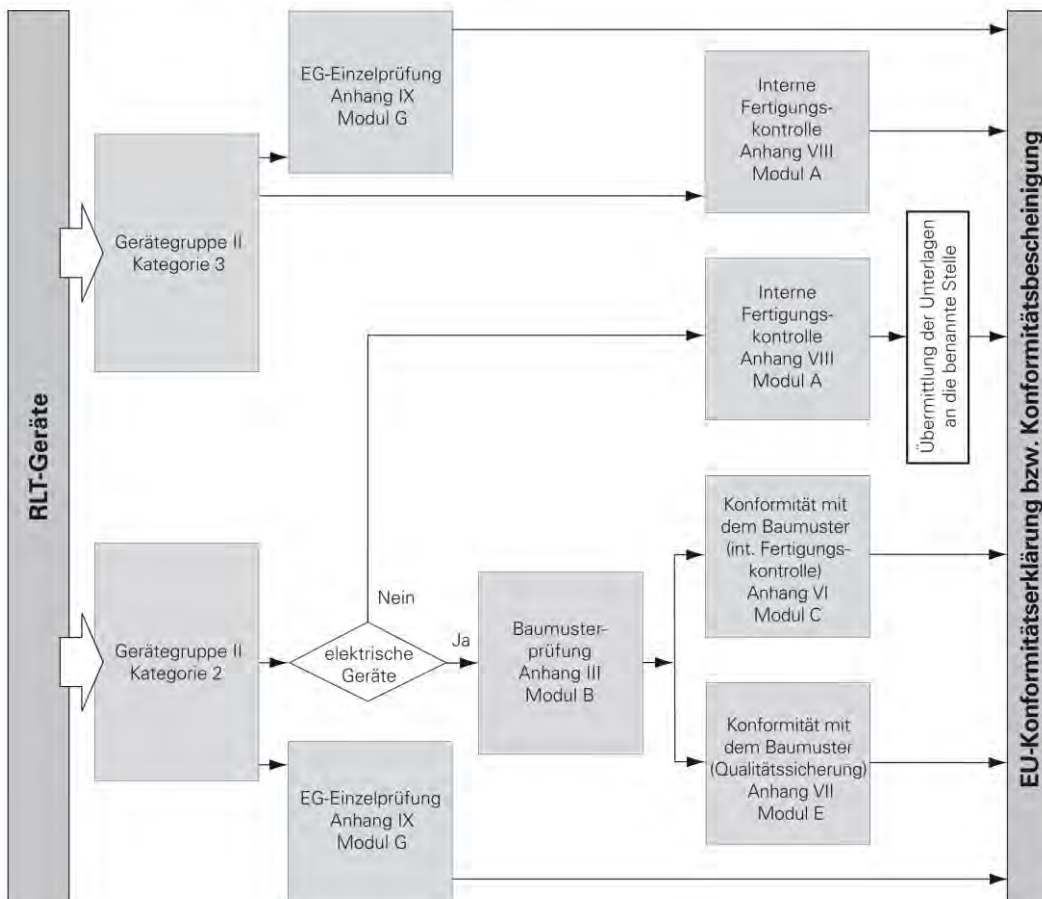 RLT-Geräte
EG-Einzelprüfung
Anhang IX
Modul G
Interne
Fertigungs-
kontrolle
Anhang VIII
Modul A
Gerätegruppe II
Kategorie 3
Interne
Fertigungs-
kontrolle
Anhang VIII
Modul A
Übermittlung der Unterlagen
an die benannte Stelle
Nein
Gerätegruppe II
Kategorie 2
elektrische
Geräte
Ja
Baumuster-
prüfung
Anhang III
Modul B
Konformität mit
dem Baumuster
(int. Fertigungs-
kontrolle)
Anhang VI
Modul C
Konformität mit
dem Baumuster
(Qualitätssicherung)
Anhang VII
Modul E
EG-Einzelprüfung
Anhang IX
Modul G
EU-Konformitätserklärung bzw. Konformitätsbescheinigung